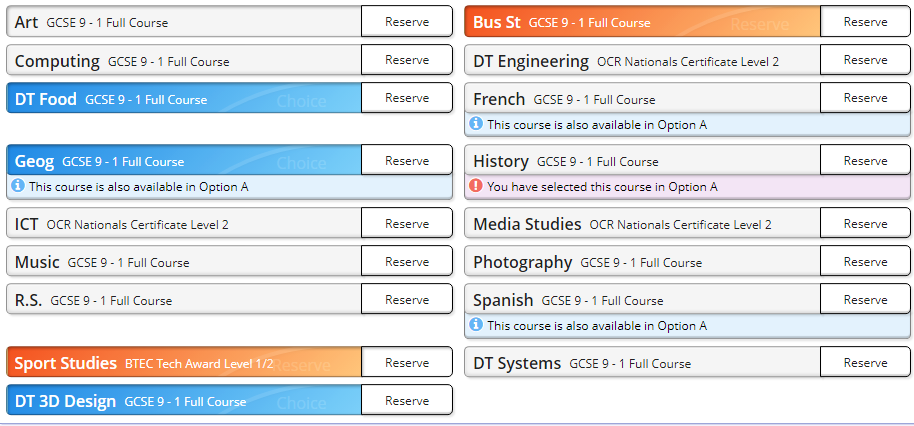 Art GCSE 9 - 1 Full Course Reserve
Bus St GCSE 9 - 1 Full Course Reserve Reserve
Computing GCSE 9 - 1 Full Course Reserve
DT Engineering OCR Nationals Certificate Level 2 Reserve
DT Food GCSE 9 - 1 Full Course Choice Reserve
French GCSE 9 - 1 Full Course Reserve
This course is also available in Option A
Geog GCSE 9 - 1 Full Course Choice Reserve
This course is also available in Option A
History GCSE 9 - 1 Full Course Reserve
You have selected this course in Option A
ICT OCR Nationals Certificate Level 2 Reserve
Media Studies OCR Nationals Certificate Level 2 Reserve
Music GCSE 9 - 1 Full Course Reserve
Photography GCSE 9 - 1 Full Course Reserve
R.S. GCSE 9 - 1 Full Course Reserve
Spanish GCSE 9 - 1 Full Course Reserve
This course is also available in Option A
Sport Studies BTEC Tech Award Level 1/2 Reserve Reserve
DT Systems GCSE 9 - 1 Full Course Reserve
DT 3D Design GCSE 9 - 1 Full Course Choice Reserve